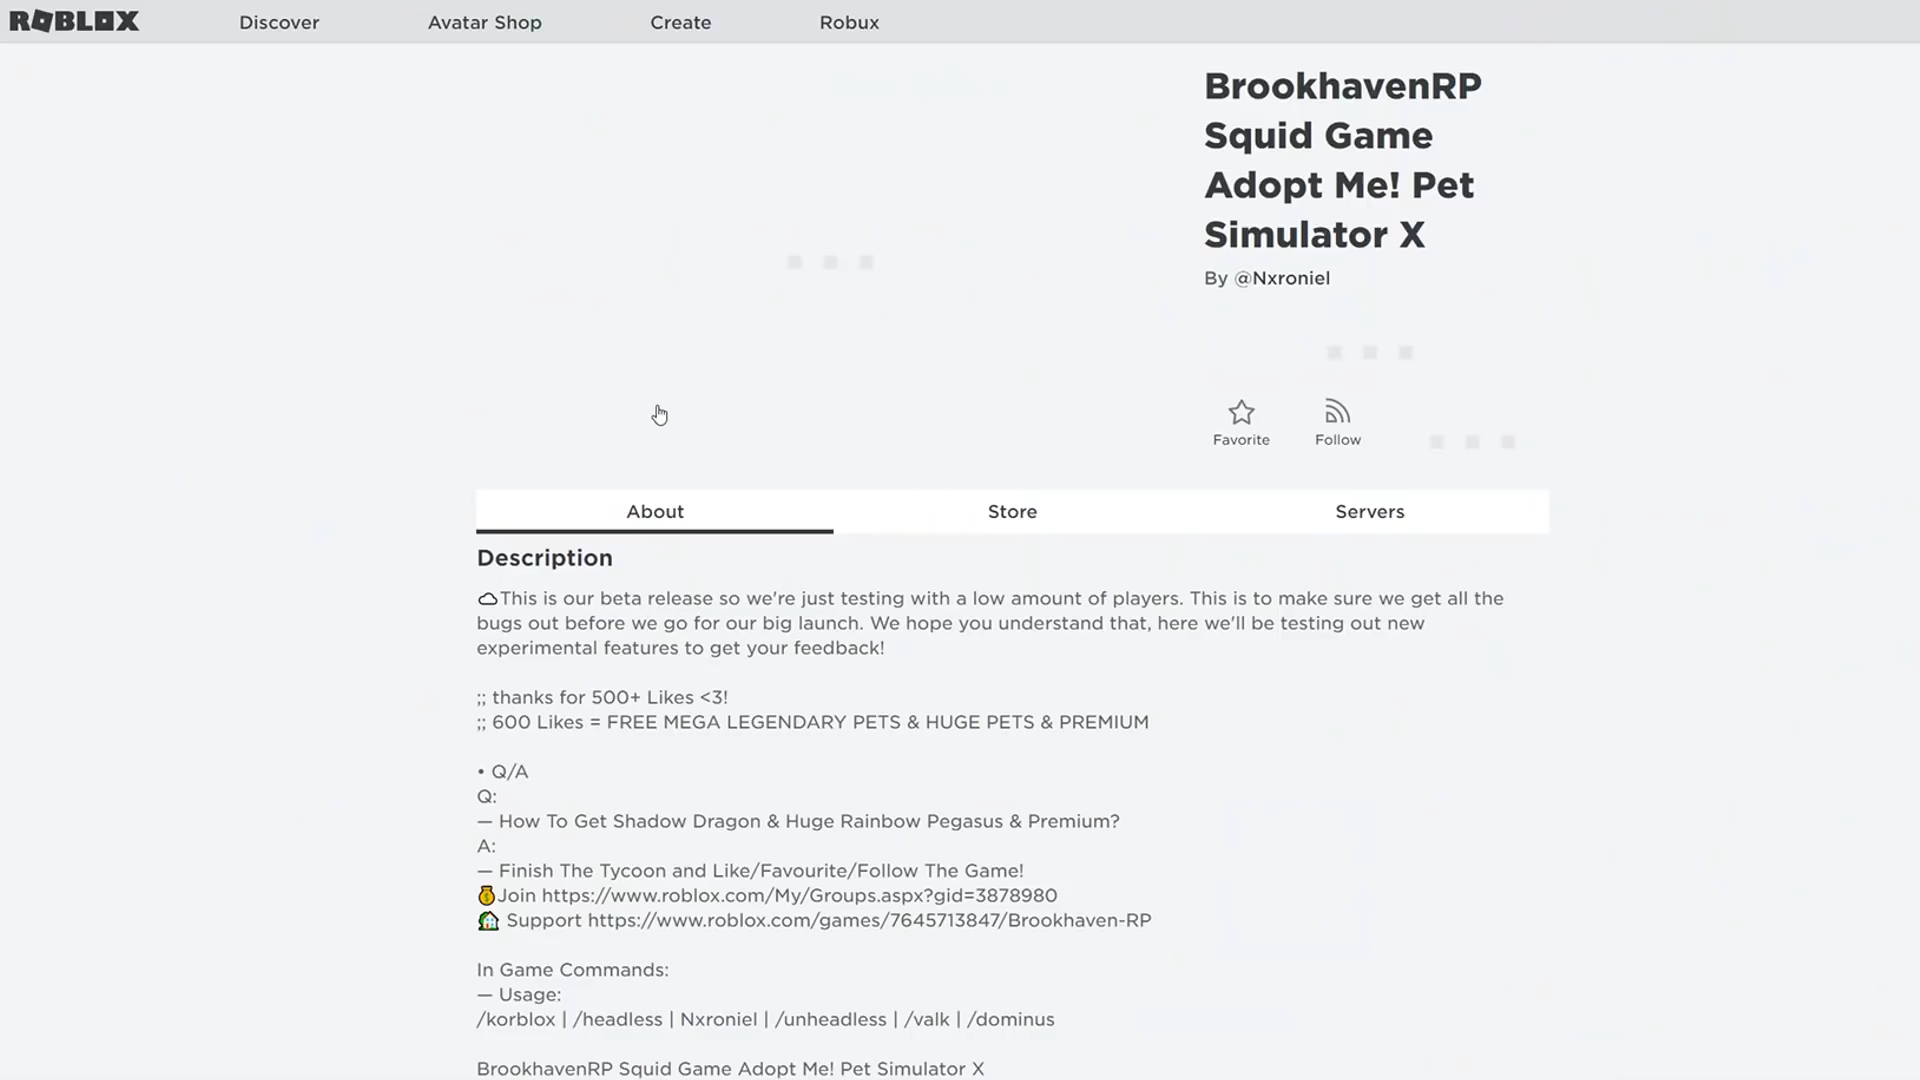 ROBLOX
Discover
Avatar Shop
Create
Robux
BrookhavenRP
Squid Game
Adopt Me! Pet
Simulator X
By @Nxroniel
Favorite
Follow
About
Store
Servers
Description
☁This is our beta release so we're just testing with a low amount of players. This is to make sure we get all the
bugs out before we go for our big launch. We hope you understand that, here we'll be testing out new
experimental features to get your feedback!
;; thanks for 500+ Likes <3!
;; 600 Likes = FREE MEGA LEGENDARY PETS & HUGE PETS & PREMIUM
• Q/A
Q:
— How To Get Shadow Dragon & Huge Rainbow Pegasus & Premium?
A:
— Finish The Tycoon and Like/Favourite/Follow The Game!
💰Join https://www.roblox.com/My/Groups.aspx?gid=3878980
🏡 Support https://www.roblox.com/games/7645713847/Brookhaven-RP
In Game Commands:
— Usage:
/korblox | /headless | Nxroniel | /unheadless | /valk | /dominus
BrookhavenRP Squid Game Adopt Me! Pet Simulator X